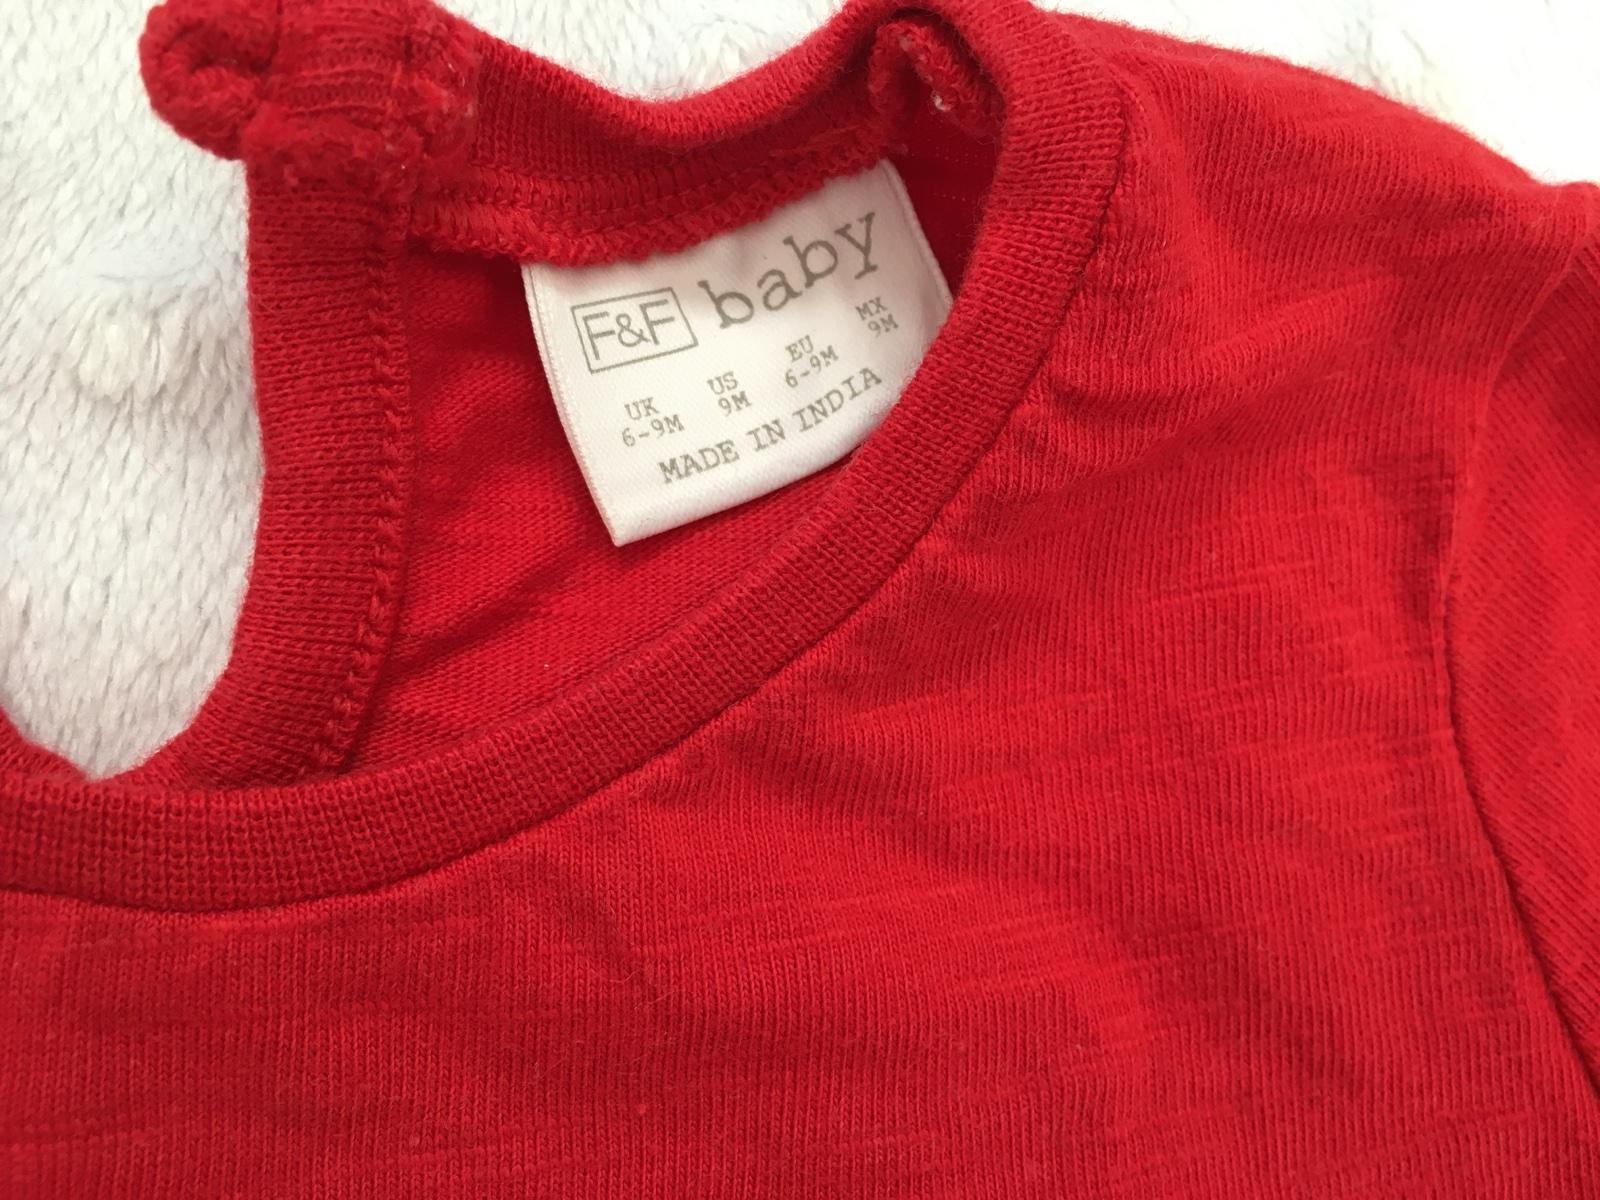 F&F baby
UK US EU MX
6-9M 9M 6-9M 9M
MADE IN INDIA